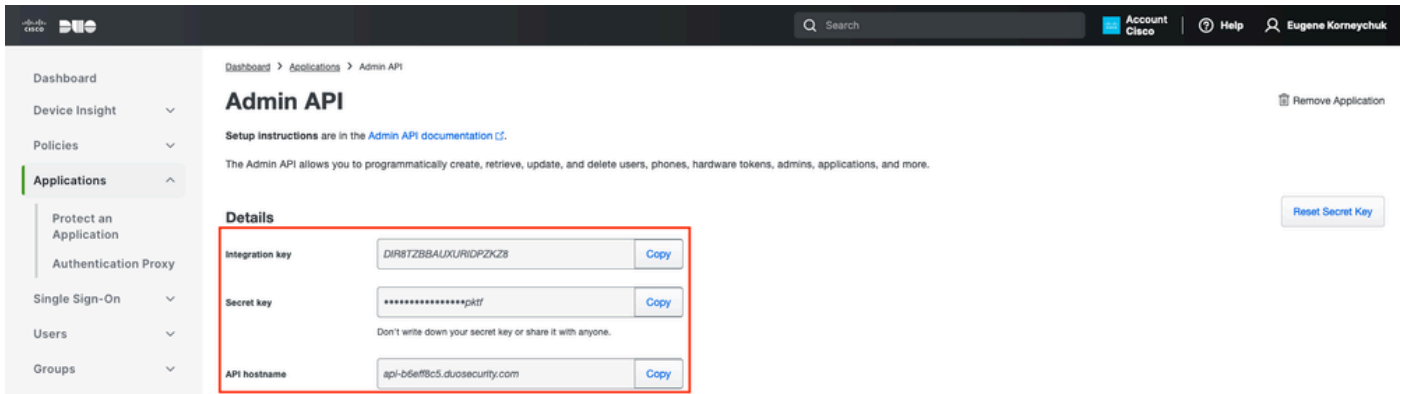 cisco DUO Search Account Cisco Help Eugene Korneychuk
Dashboard
Device Insight
Policies
Applications
Protect an
Application
Authentication Proxy
Single Sign-On
Users
Groups
Dashboard > Applications > Admin API
Admin API
Remove Application
Setup instructions are in the Admin API documentation.
The Admin API allows you to programmatically create, retrieve, update, and delete users, phones, hardware tokens, admins, applications, and more.
Reset Secret Key
Details
Integration key DIR8TZBBAUXURIDPZKZ8 Copy
Secret key ••••••••••••••••pktf Copy
Don't write down your secret key or share it with anyone.
API hostname api-b6eff8c5.duosecurity.com Copy